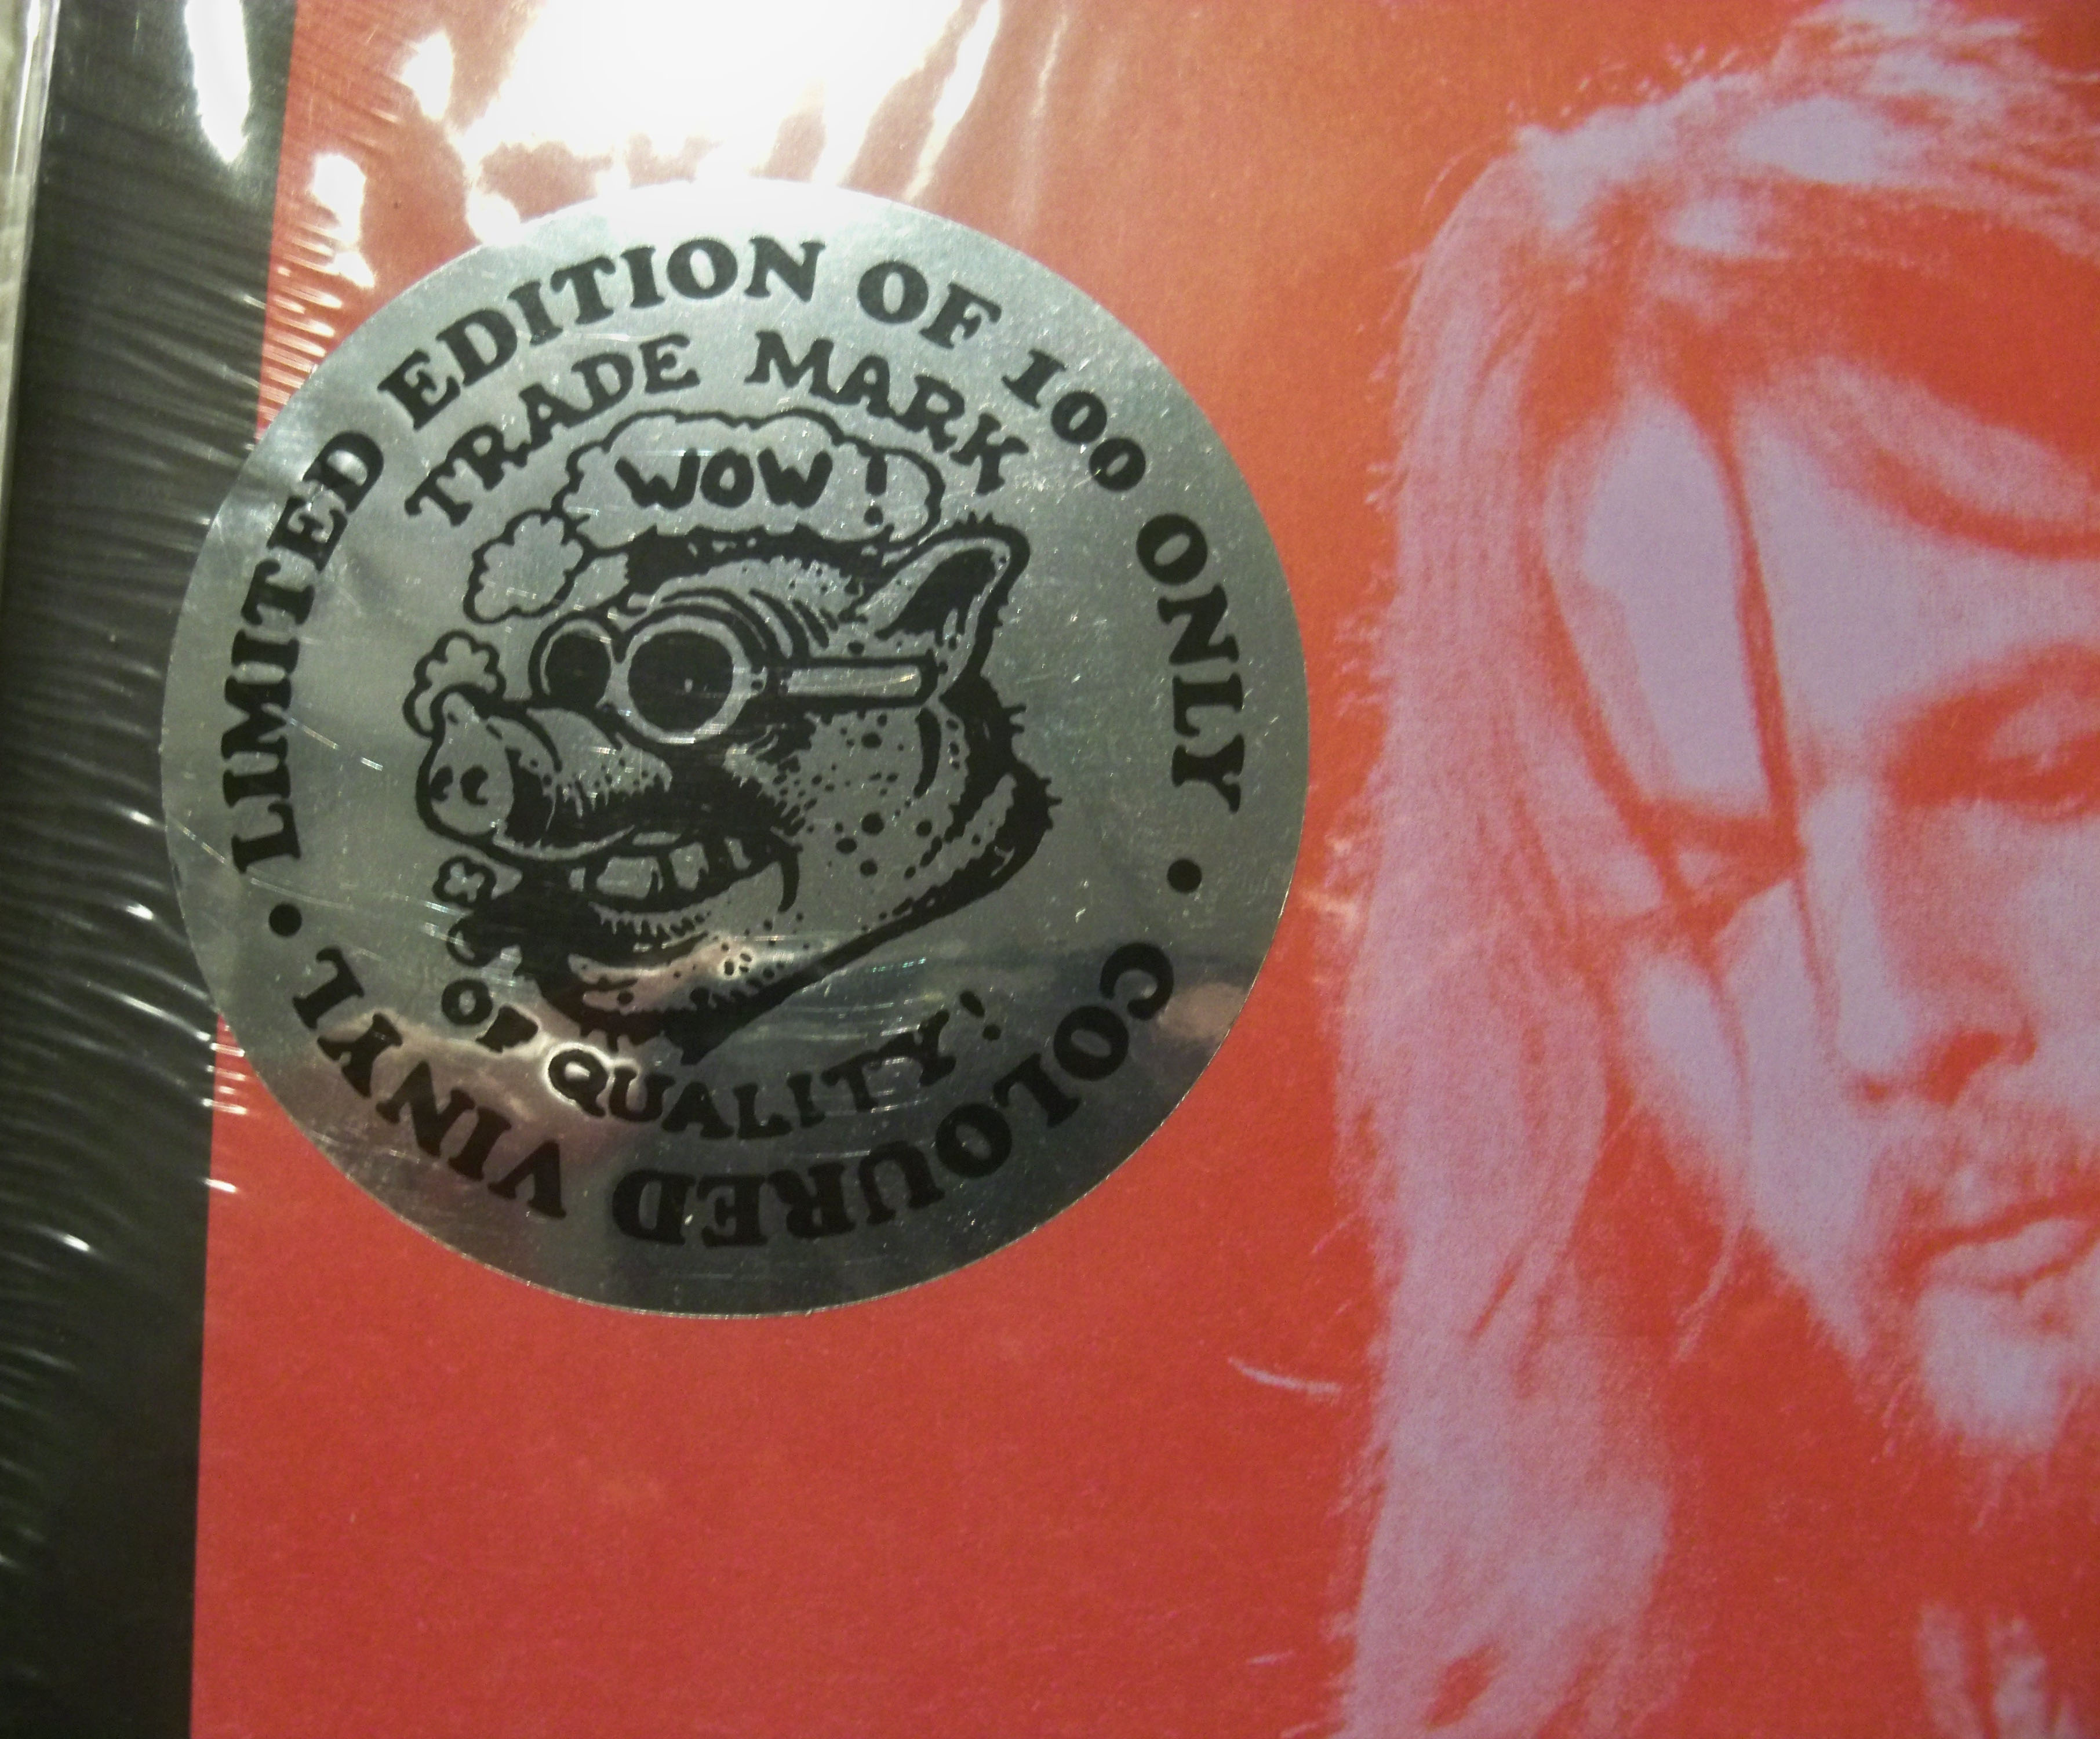 LIMITED EDITION OF 100 ONLY
TRADE MARK
WOW!
OF QUALITY!
• COLOURED VINYL •